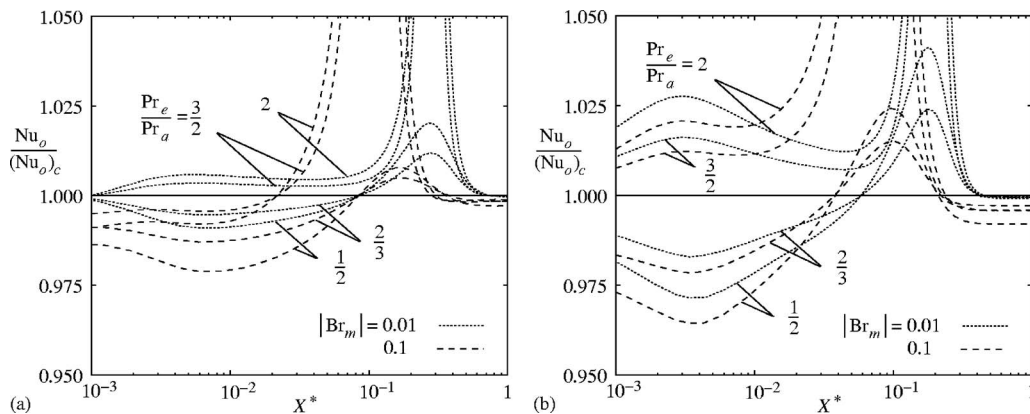 1.050
1.025
1.000
0.975
0.950
Nu_o
(Nu_o)_c
Pr_e
Pr_a
= 3
2
2
2
3
1
2
|Br_m| = 0.01
0.1
10^−3
10^−2
10^−1
1
X*
(a)
1.050
1.025
1.000
0.975
0.950
Nu_o
(Nu_o)_c
Pr_e
Pr_a
= 2
3
2
2
3
1
2
|Br_m| = 0.01
0.1
10^−3
10^−2
10^−1
1
X*
(b)